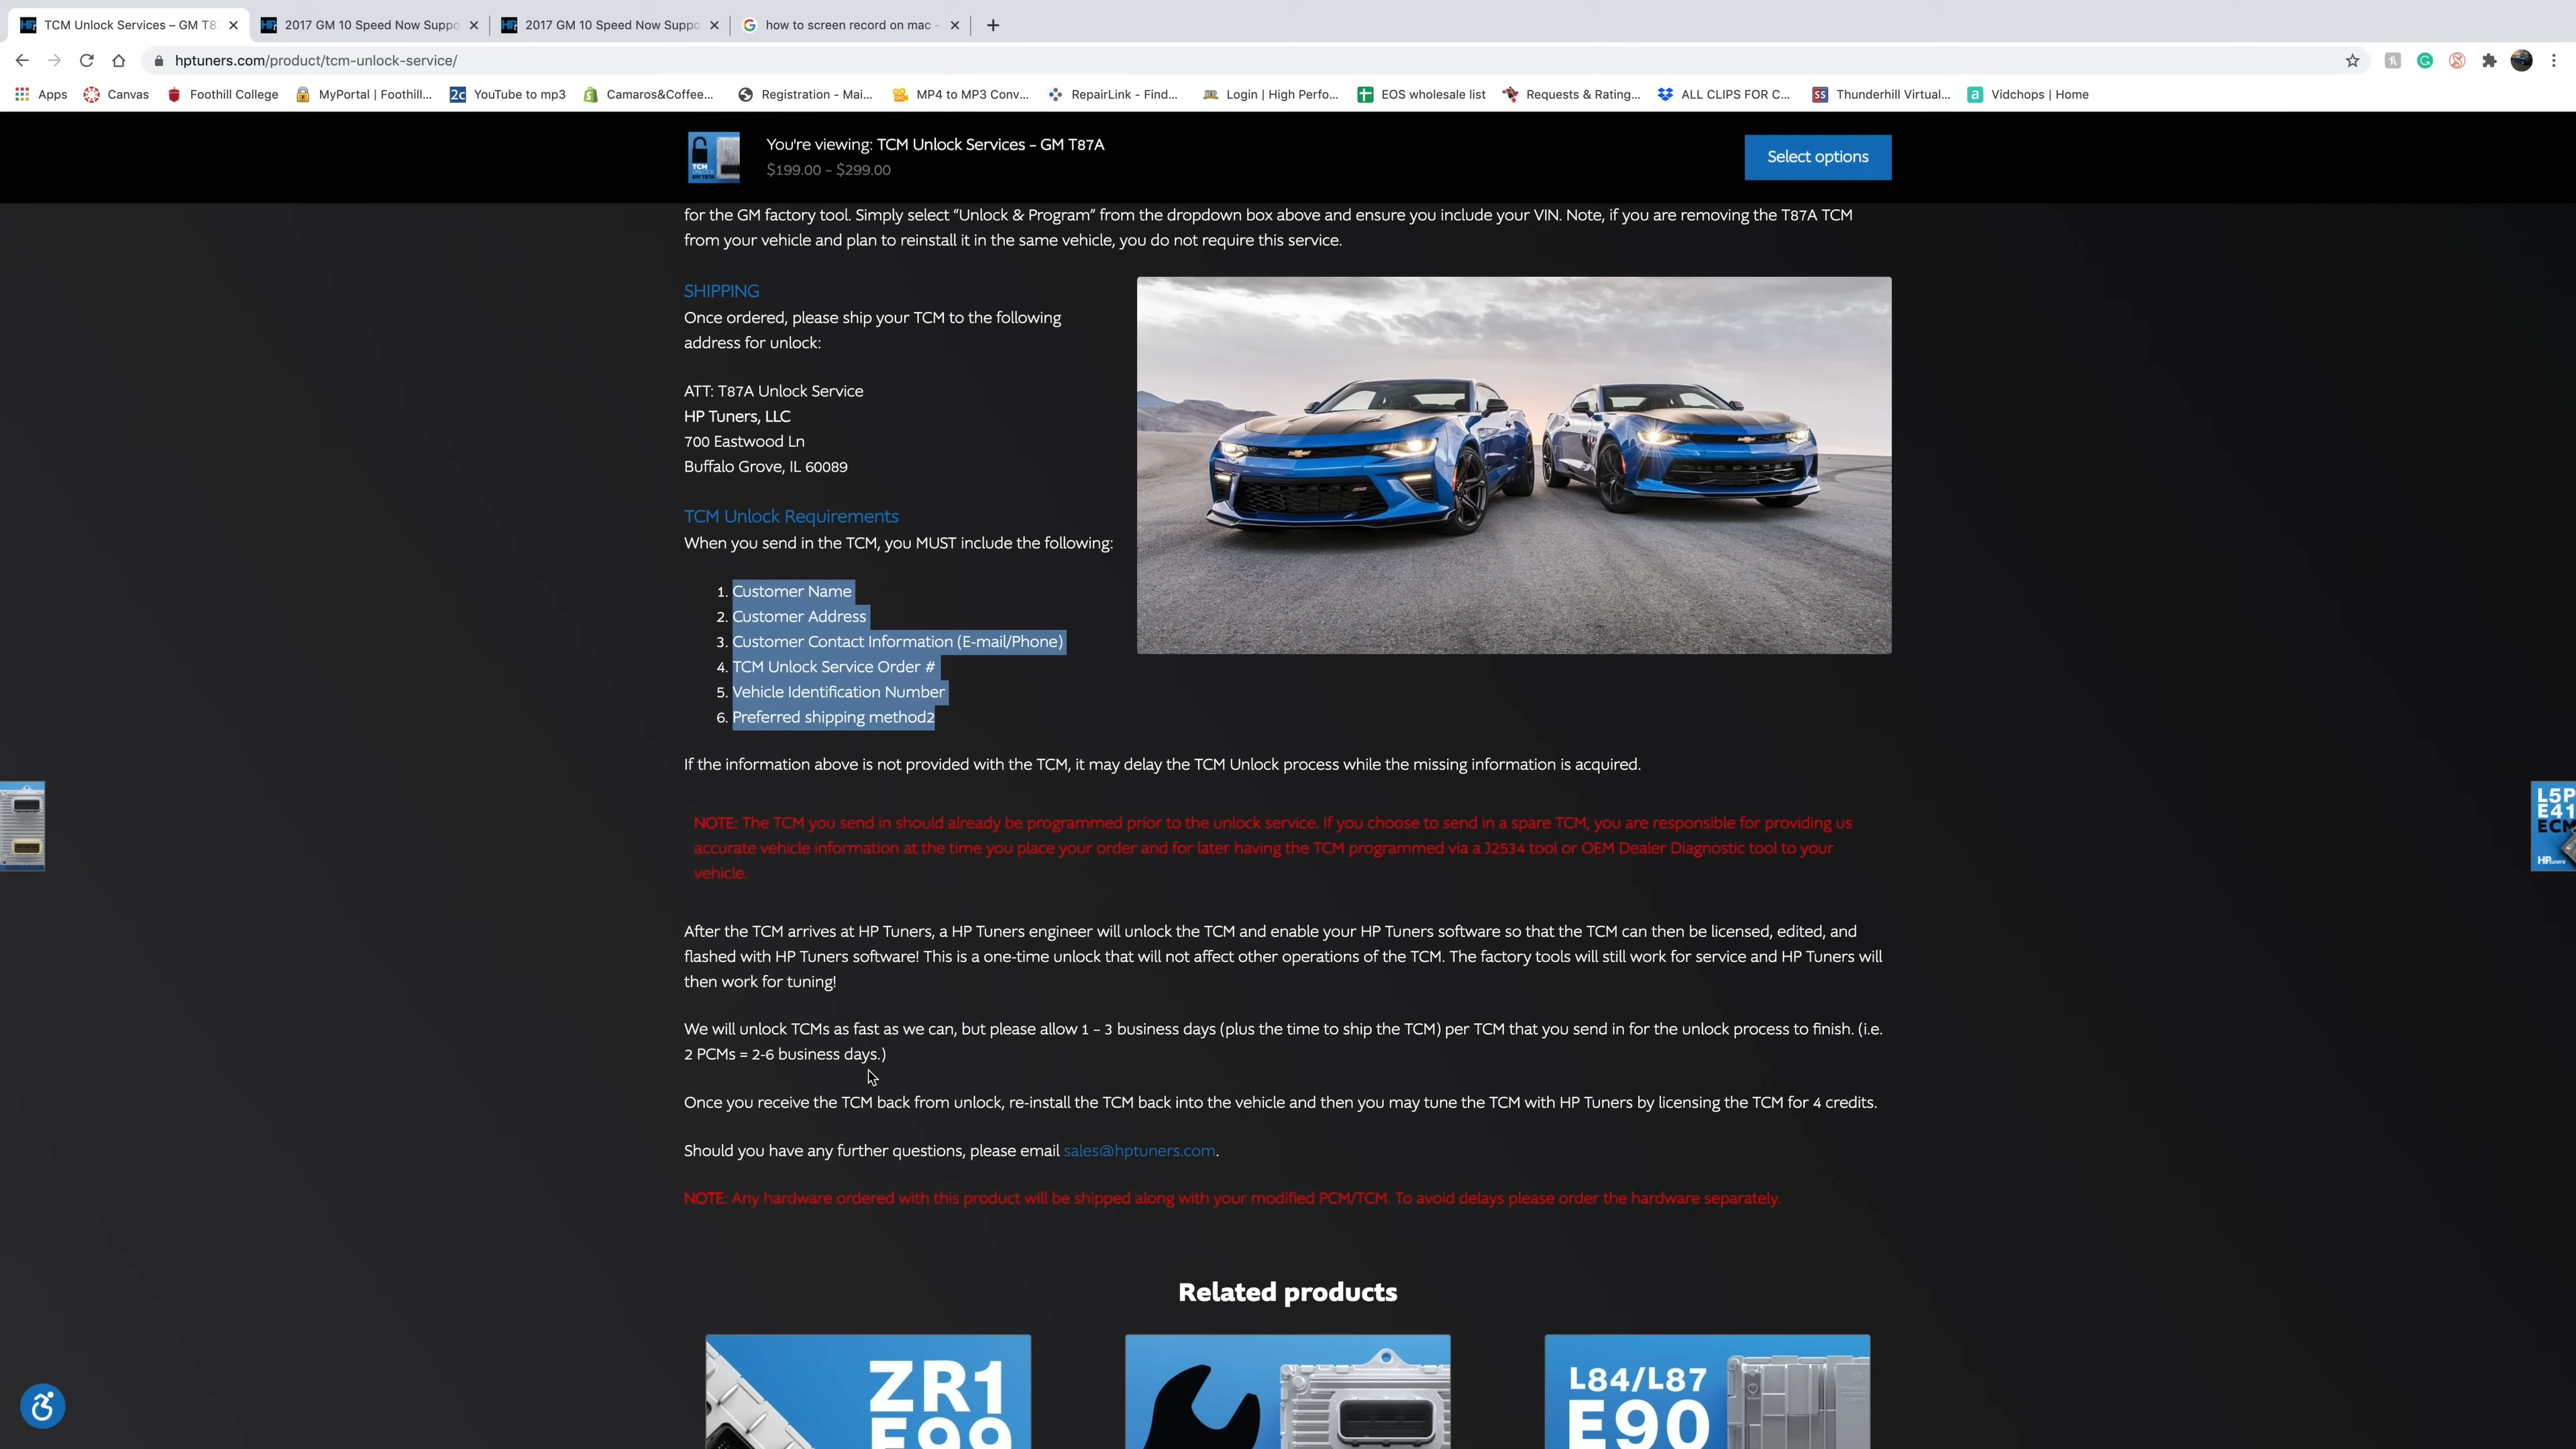 TCM Unlock Services – GM T8
2017 GM 10 Speed Now Suppo
2017 GM 10 Speed Now Suppo
how to screen record on mac -
hptuners.com/product/tcm-unlock-service/
Apps
Canvas
Foothill College
MyPortal | Foothill...
YouTube to mp3
Camaros&Coffee...
Registration - Mai...
MP4 to MP3 Conv...
RepairLink - Find...
Login | High Perfo...
EOS wholesale list
Requests & Rating...
ALL CLIPS FOR C...
Thunderhill Virtual...
Vidchops | Home
You're viewing: TCM Unlock Services – GM T87A
$199.00 – $299.00
Select options
for the GM factory tool. Simply select “Unlock & Program” from the dropdown box above and ensure you include your VIN. Note, if you are removing the T87A TCM
from your vehicle and plan to reinstall it in the same vehicle, you do not require this service.
SHIPPING
Once ordered, please ship your TCM to the following
address for unlock:
ATT: T87A Unlock Service
HP Tuners, LLC
700 Eastwood Ln
Buffalo Grove, IL 60089
TCM Unlock Requirements
When you send in the TCM, you MUST include the following:
1. Customer Name
2. Customer Address
3. Customer Contact Information (E-mail/Phone)
4. TCM Unlock Service Order #
5. Vehicle Identification Number
6. Preferred shipping method2
If the information above is not provided with the TCM, it may delay the TCM Unlock process while the missing information is acquired.
NOTE: The TCM you send in should already be programmed prior to the unlock service. If you choose to send in a spare TCM, you are responsible for providing us
accurate vehicle information at the time you place your order and for later having the TCM programmed via a J2534 tool or OEM Dealer Diagnostic tool to your
vehicle.
After the TCM arrives at HP Tuners, a HP Tuners engineer will unlock the TCM and enable your HP Tuners software so that the TCM can then be licensed, edited, and
flashed with HP Tuners software! This is a one-time unlock that will not affect other operations of the TCM. The factory tools will still work for service and HP Tuners will
then work for tuning!
We will unlock TCMs as fast as we can, but please allow 1 – 3 business days (plus the time to ship the TCM) per TCM that you send in for the unlock process to finish. (i.e.
2 PCMs = 2-6 business days.)
Once you receive the TCM back from unlock, re-install the TCM back into the vehicle and then you may tune the TCM with HP Tuners by licensing the TCM for 4 credits.
Should you have any further questions, please email sales@hptuners.com.
NOTE: Any hardware ordered with this product will be shipped along with your modified PCM/TCM. To avoid delays please order the hardware separately.
L5P
E41
ECM
HPtuners
Related products
ZR1
E99
L84/L87
E90